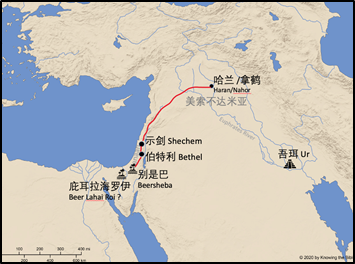 哈兰/拿鹤
Haran/Nahor
美索不达米亚
示剑 Shechem
伯特利 Bethel
吾珥 Ur
别是巴
Beersheba
庇耳拉海罗伊
Beer Lahai Roi ?
© 2020 by Knowing the Bible